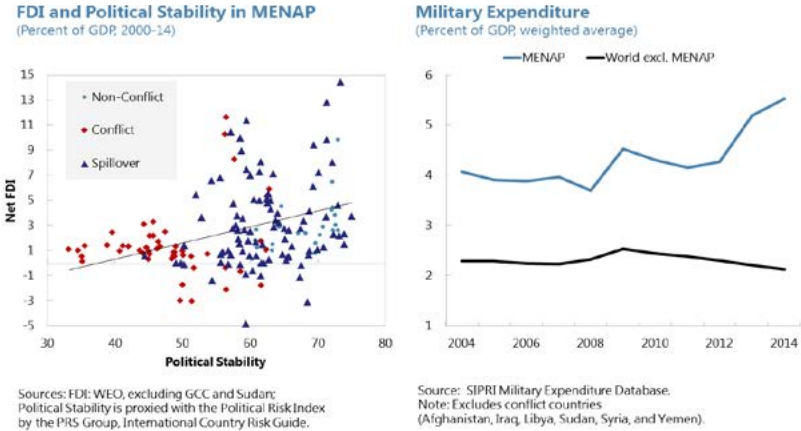 FDI and Political Stability in MENAP
(Percent of GDP, 2000-14)
15
13
11
9
7
5
3
1
-1
-3
-5
Net FDI
Non-Conflict
Conflict
Spillover
30
40
50
60
70
80
Political Stability
Sources: FDI: WEO, excluding GCC and Sudan;
Political Stability is proxied with the Political Risk Index
by the PRS Group, International Country Risk Guide.
Military Expenditure
(Percent of GDP, weighted average)
MENAP
World excl. MENAP
6
5
4
3
2
1
2004
2006
2008
2010
2012
2014
Source: SIPRI Military Expenditure Database.
Note: Excludes conflict countries
(Afghanistan, Iraq, Libya, Sudan, Syria, and Yemen).